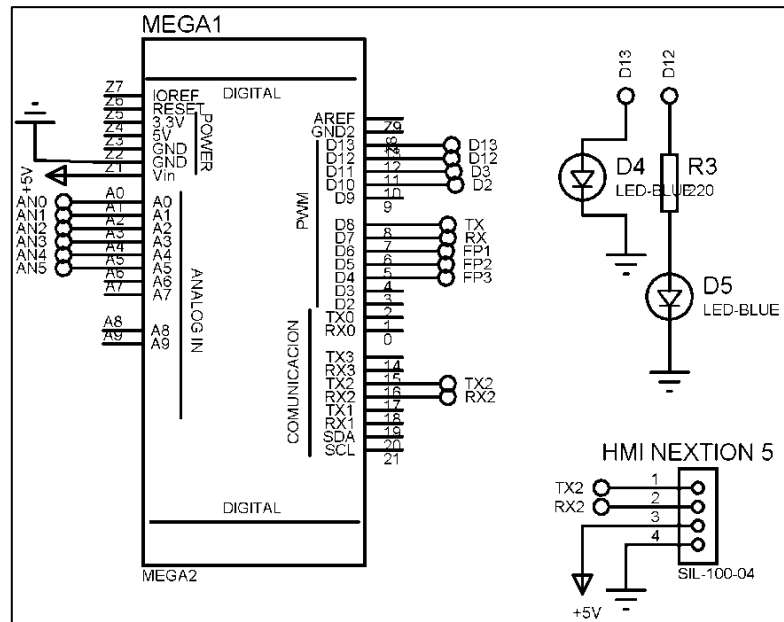 MEGA1
DIGITAL
Z7 IOREF
Z6 RESET
Z5 3.3V
Z4 5V
Z3 GND
Z2 GND
Z1 Vin
POWER
+5V
AN0 A0 A0
AN1 A1 A1
AN2 A2 A2
AN3 A3 A3
AN4 A4 A4
AN5 A5 A5
A6 A6
A7 A7
A8 A8
A9 A9
ANALOG IN
AREF
GND2 Z9
D13 D13
D12 D12
D11 12 D3
D10 11 D2
D9 10
9
PWM
D8 TX
D7 8 RX
D6 7 FP1
D5 6 FP2
D4 5 FP3
D3 4
D2 3
TX0 2
RX0 1
0
TX3
RX3 14
TX2 15 TX2
RX2 16 RX2
TX1 17
RX1 18
SDA 19
SCL 20
21
COMUNICACION
DIGITAL
MEGA2
D13
D12
D4
LED-BLUE
R3
220
D5
LED-BLUE
HMI NEXTION 5
TX2 1
RX2 2
3
4
SIL-100-04
+5V